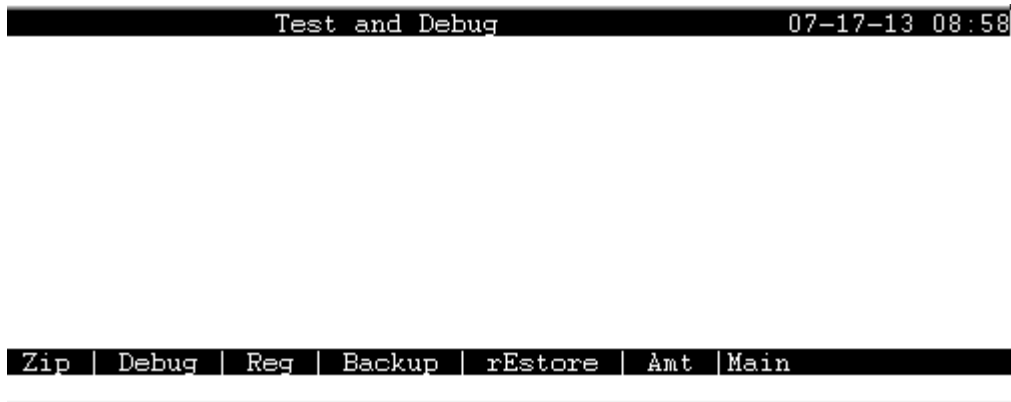 Test and Debug 07-17-13 08:58
Zip | Debug | Reg | Backup | rEstore | Amt |Main